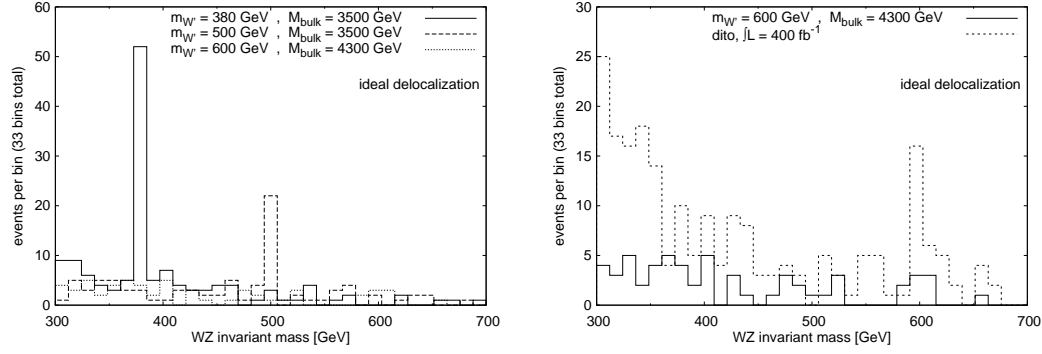 m_W' = 380 GeV , M_bulk = 3500 GeV
m_W' = 500 GeV , M_bulk = 3500 GeV
m_W' = 600 GeV , M_bulk = 4300 GeV
ideal delocalization
60
50
40
30
20
10
0
events per bin (33 bins total)
300 400 500 600 700
WZ invariant mass [GeV]
m_W' = 600 GeV , M_bulk = 4300 GeV
dito, ∫L = 400 fb⁻¹
ideal delocalization
30
25
20
15
10
5
0
events per bin (33 bins total)
300 400 500 600 700
WZ invariant mass [GeV]